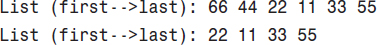 List (first-->last): 66 44 22 11 33 55
List (first-->last): 22 11 33 55